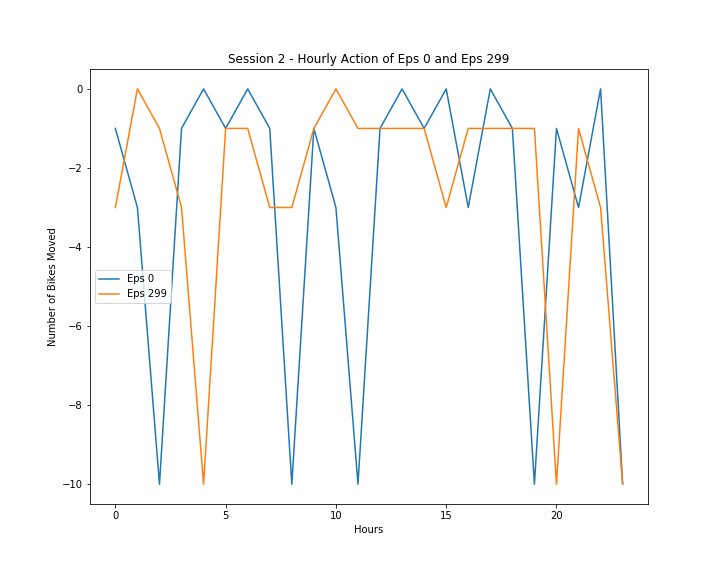 Session 2 - Hourly Action of Eps 0 and Eps 299
Number of Bikes Moved
0
−2
−4
−6
−8
−10
Eps 0
Eps 299
0 5 10 15 20
Hours